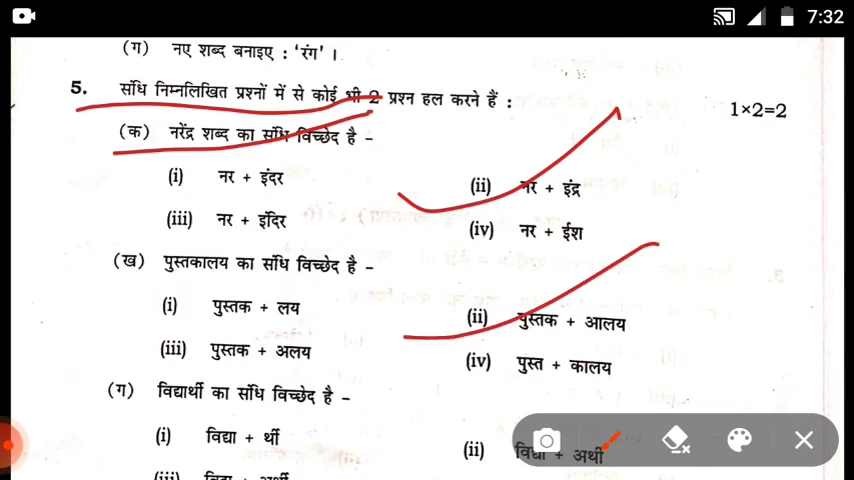 7:32
(ग) नए शब्द बनाइए : 'रंग' ।
5. संधि निम्नलिखित प्रश्नों में से कोई भी 2 प्रश्न हल करने हैं : 1×2=2
(क) नरेंद्र शब्द का संधि विच्छेद है –
(i) नर + इंदर (ii) नर + इंद्र
(iii) नर + इंदिर (iv) नर + ईश
(ख) पुस्तकालय का संधि विच्छेद है –
(i) पुस्तक + लय (ii) पुस्तक + आलय
(iii) पुस्तक + अलय (iv) पुस्त + कालय
(ग) विद्यार्थी का संधि विच्छेद है –
(i) विद्या + र्थी (ii) विद्या + अर्थी
(iii)